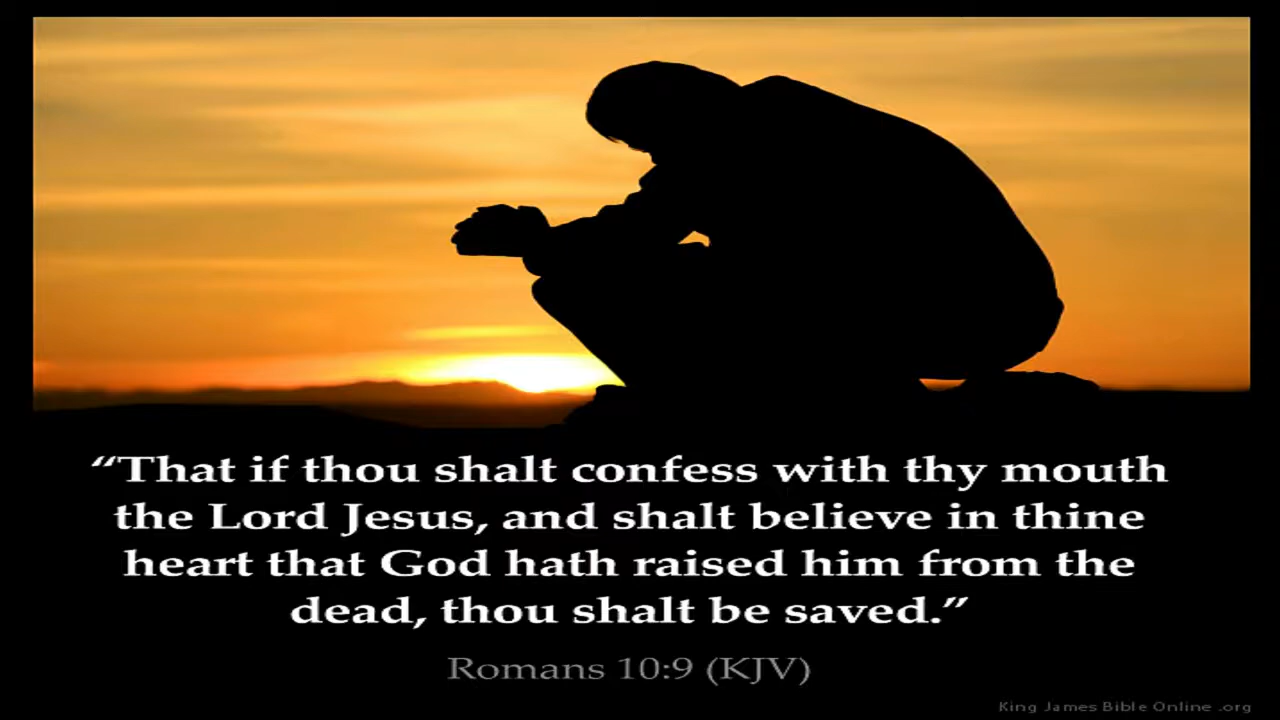 “That if thou shalt confess with thy mouth
the Lord Jesus, and shalt believe in thine
heart that God hath raised him from the
dead, thou shalt be saved.”
Romans 10:9 (KJV)
King James Bible Online .org